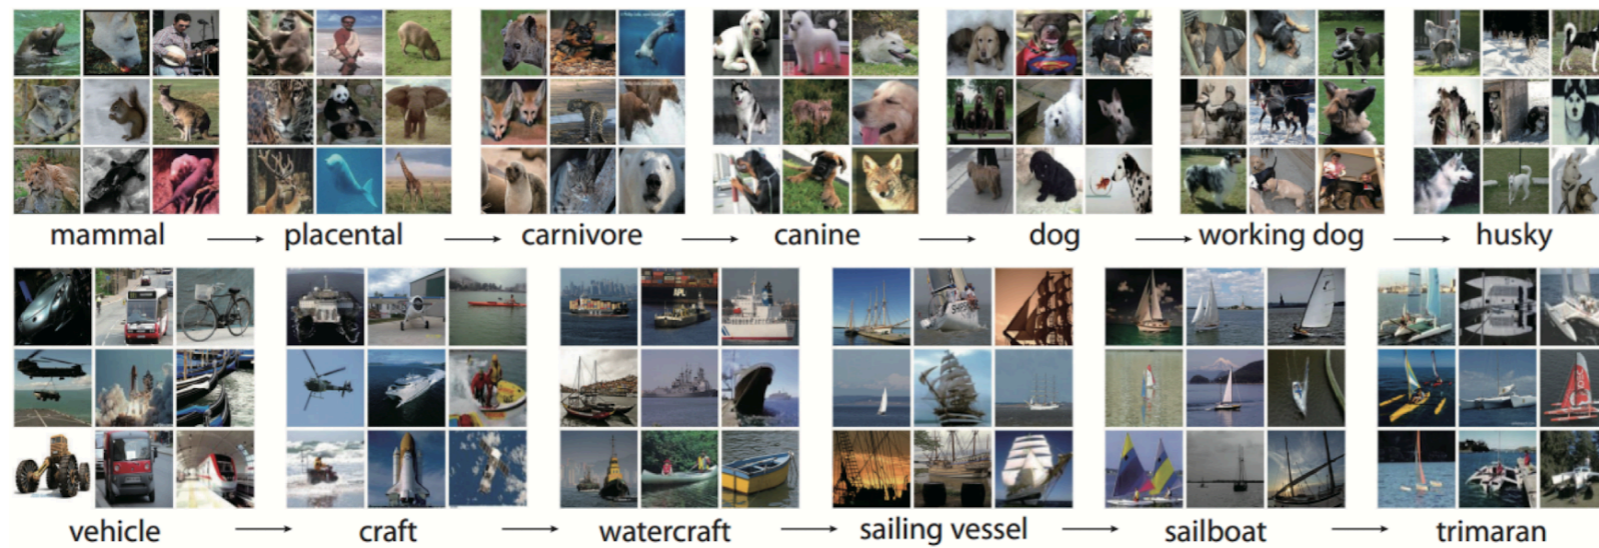 mammal → placental → carnivore → canine → dog → working dog → husky
vehicle → craft → watercraft → sailing vessel → sailboat → trimaran